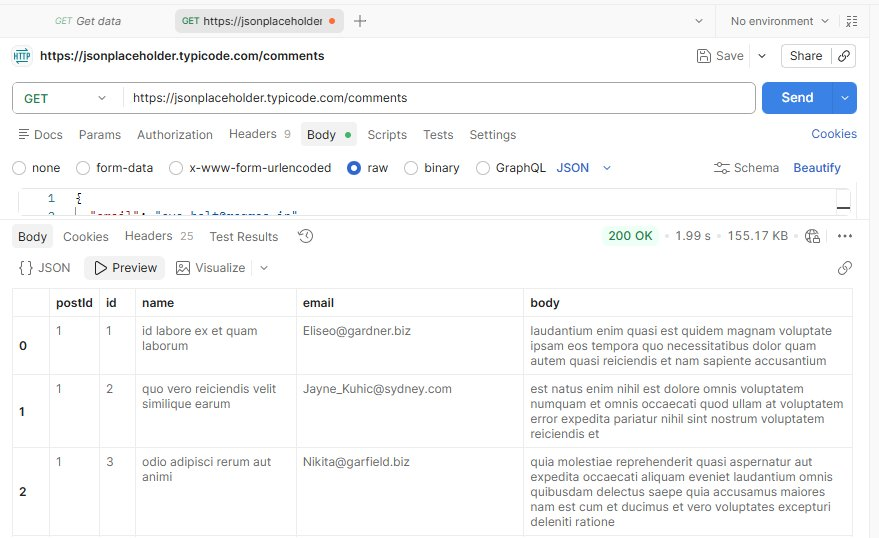 GET Get data
GET https://jsonplaceholder
No environment
HTTP https://jsonplaceholder.typicode.com/comments
Save
Share
GET
https://jsonplaceholder.typicode.com/comments
Send
Docs Params Authorization Headers 9 Body Scripts Tests Settings Cookies
none form-data x-www-form-urlencoded raw binary GraphQL JSON Schema Beautify
1 {
Body Cookies Headers 25 Test Results 200 OK • 1.99 s • 155.17 KB
{} JSON Preview Visualize
postId id name email body
0
1
1
id labore ex et quam
laborum
Eliseo@gardner.biz
laudantium enim quasi est quidem magnam voluptate
ipsam eos tempora quo necessitatibus dolor quam
autem quasi reiciendis et nam sapiente accusantium
1
1
2
quo vero reiciendis velit
similique earum
Jayne_Kuhic@sydney.com
est natus enim nihil est dolore omnis voluptatem
numquam et omnis occaecati quod ullam at voluptatem
error expedita pariatur nihil sint nostrum voluptatem
reiciendis et
2
1
3
odio adipisci rerum aut
animi
Nikita@garfield.biz
quia molestiae reprehenderit quasi aspernatur aut
expedita occaecati aliquam eveniet laudantium omnis
quibusdam delectus saepe quia accusamus maiores
nam est cum et ducimus et vero voluptates excepturi
deleniti ratione